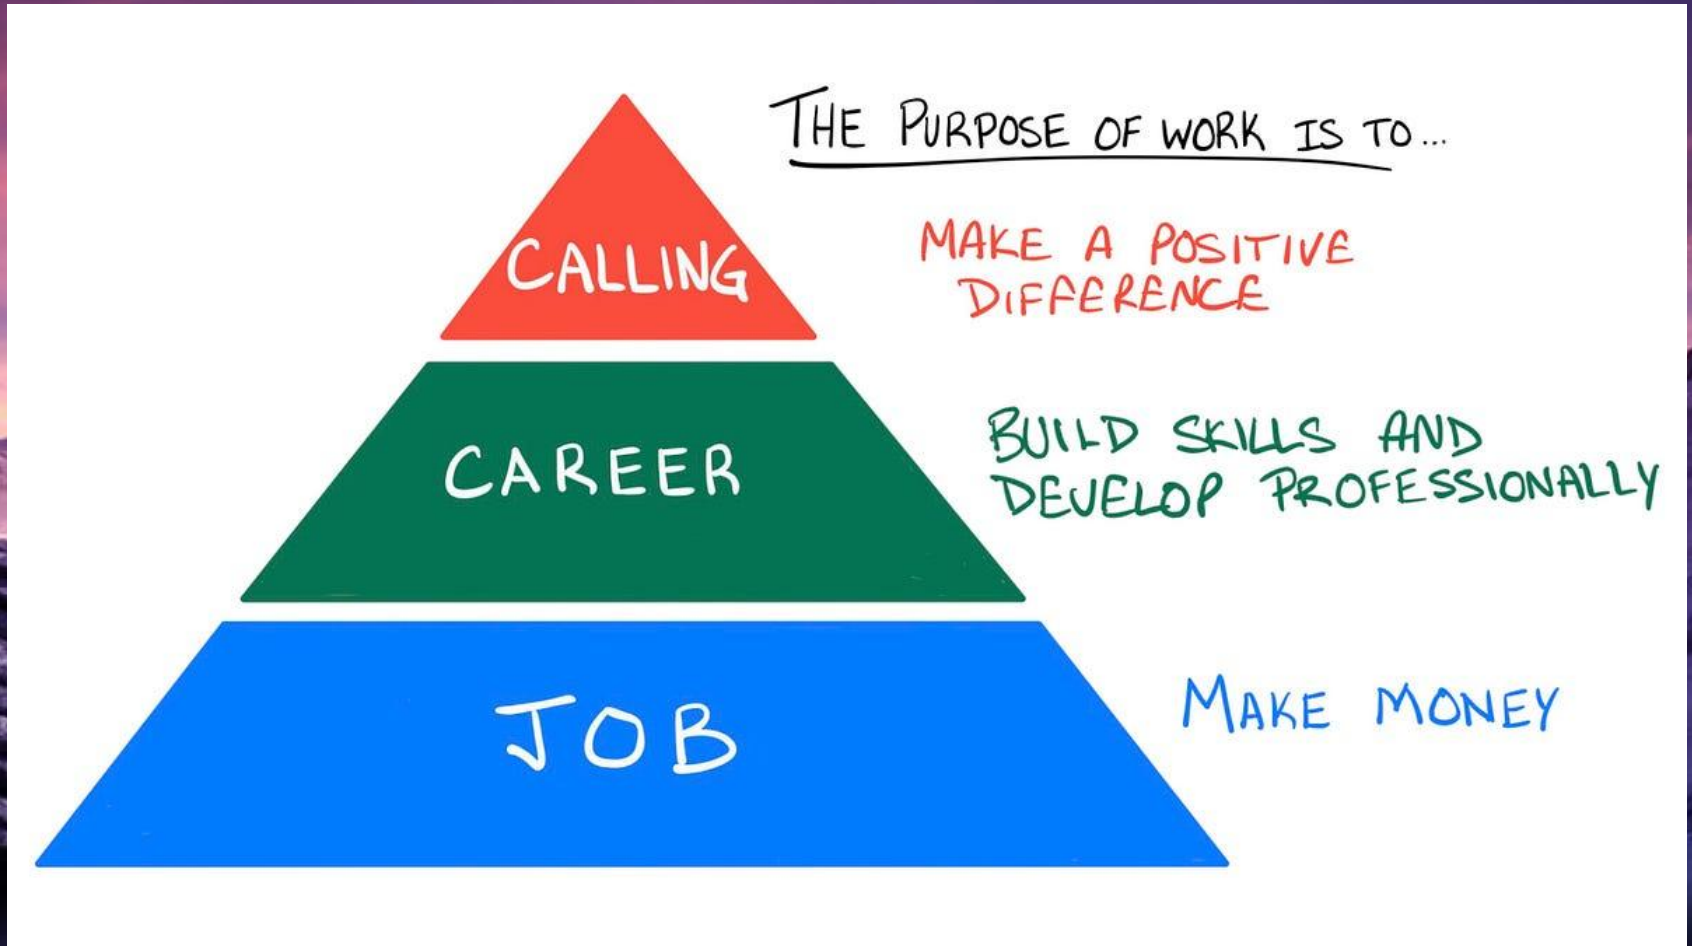 THE PURPOSE OF WORK IS TO...
CALLING
MAKE A POSITIVE
DIFFERENCE
CAREER
BUILD SKILLS AND
DEVELOP PROFESSIONALLY
JOB
MAKE MONEY